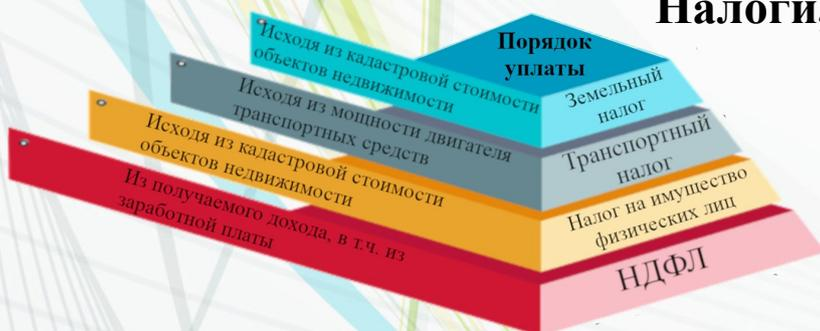 Налоги,
Порядок
уплаты
Исходя из кадастровой стоимости
объектов недвижимости
Земельный
налог
Исходя из мощности двигателя
транспортных средств
Транспортный
налог
Исходя из кадастровой стоимости
объектов недвижимости
Налог на имущество
физических лиц
Из получаемого дохода, в т.ч. из
заработной платы
НДФЛ